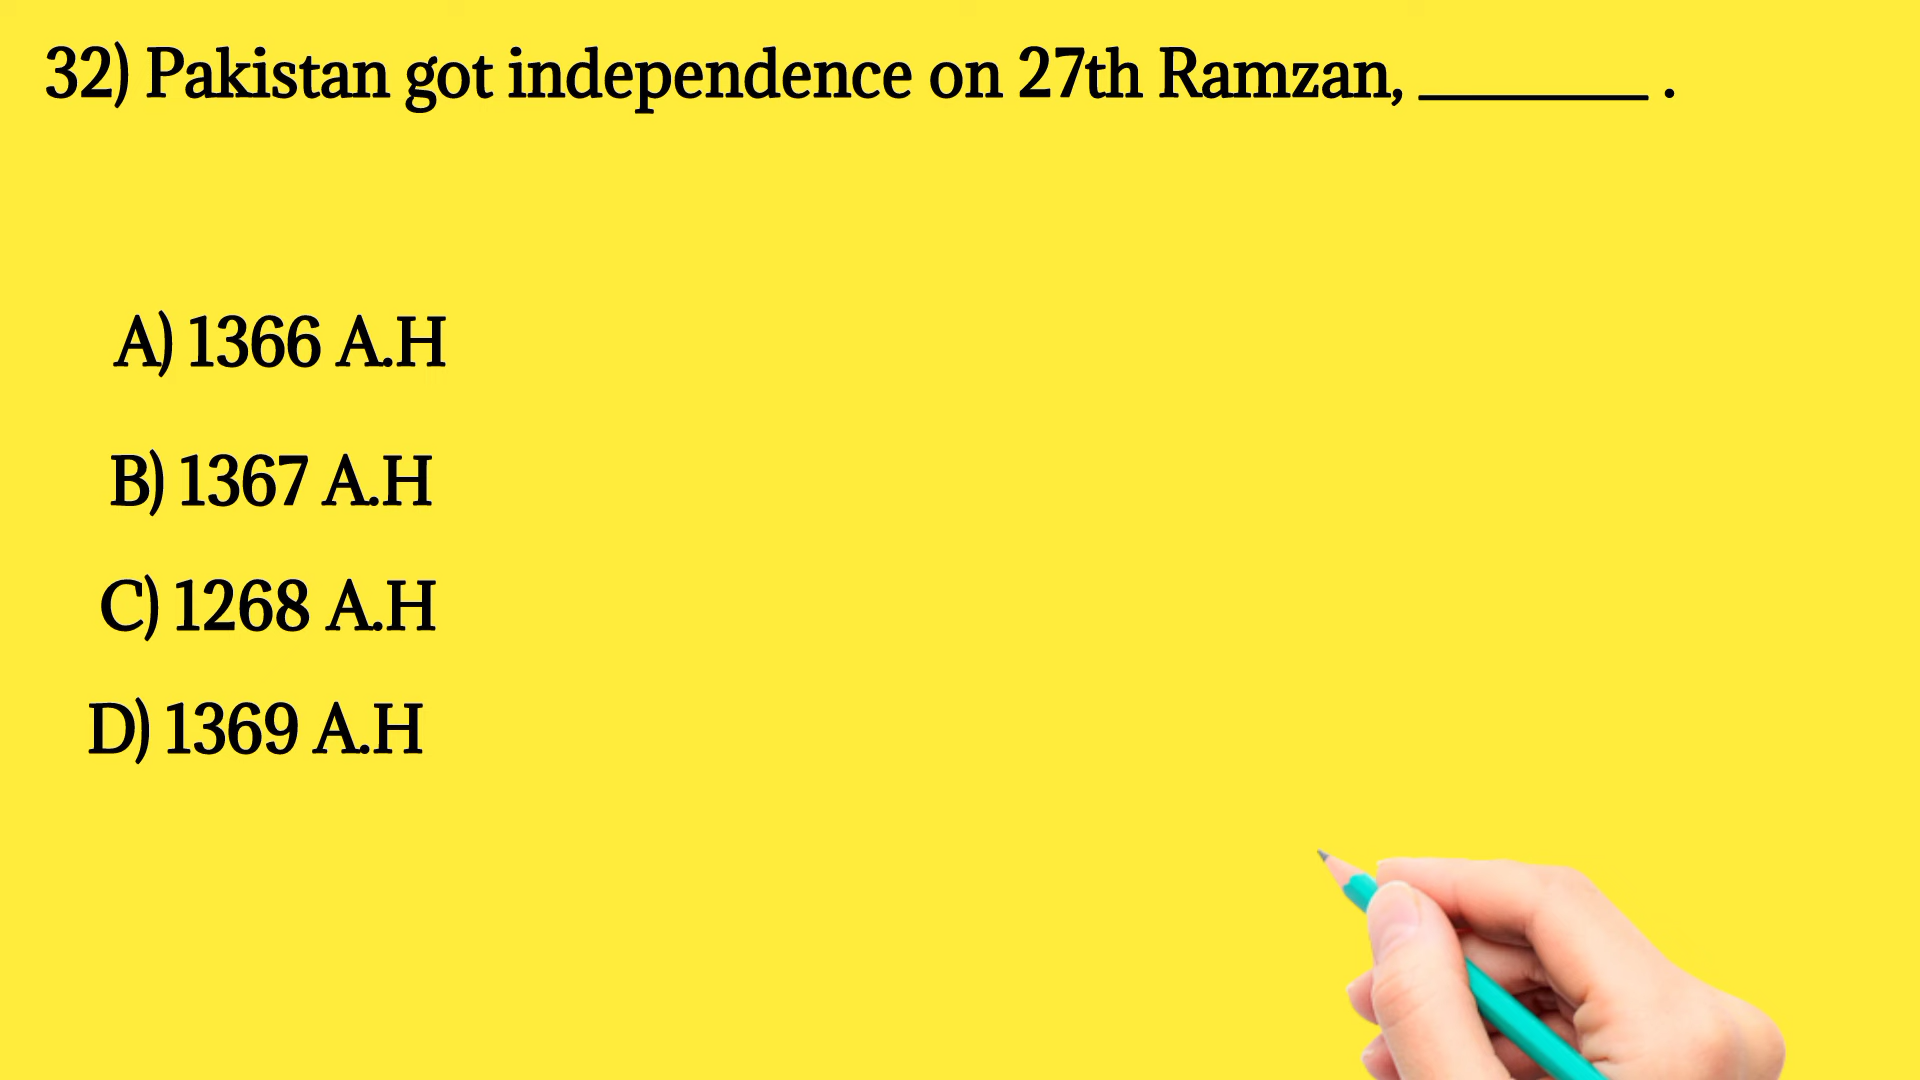 32) Pakistan got independence on 27th Ramzan, ________ .
A) 1366 A.H
B) 1367 A.H
C) 1268 A.H
D) 1369 A.H